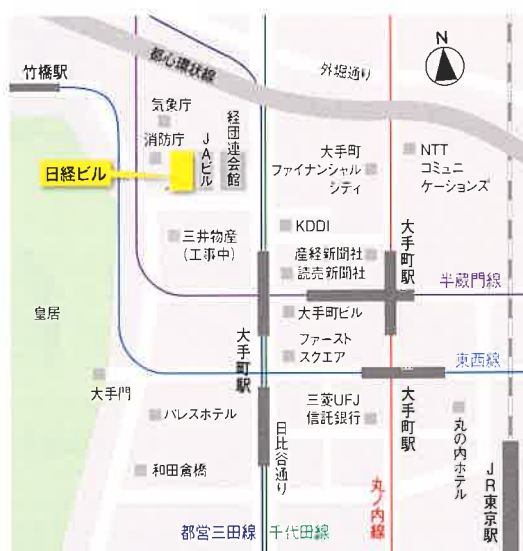 都心環状線
外堀通り
N
竹橋駅
気象庁
消防庁
JAビル
経団連会館
日経ビル
大手町
ファイナンシャル
シティ
NTT
コミュニ
ケーションズ
三井物産
(工事中)
KDDI
産経新聞社
読売新聞社
大手町駅
半蔵門線
皇居
大手町ビル
ファースト
スクエア
大手町駅
東西線
大手門
パレスホテル
三菱UFJ
信託銀行
大手町駅
丸の内ホテル
日比谷通り
和田倉橋
丸ノ内線
JR東京駅
都営三田線
千代田線